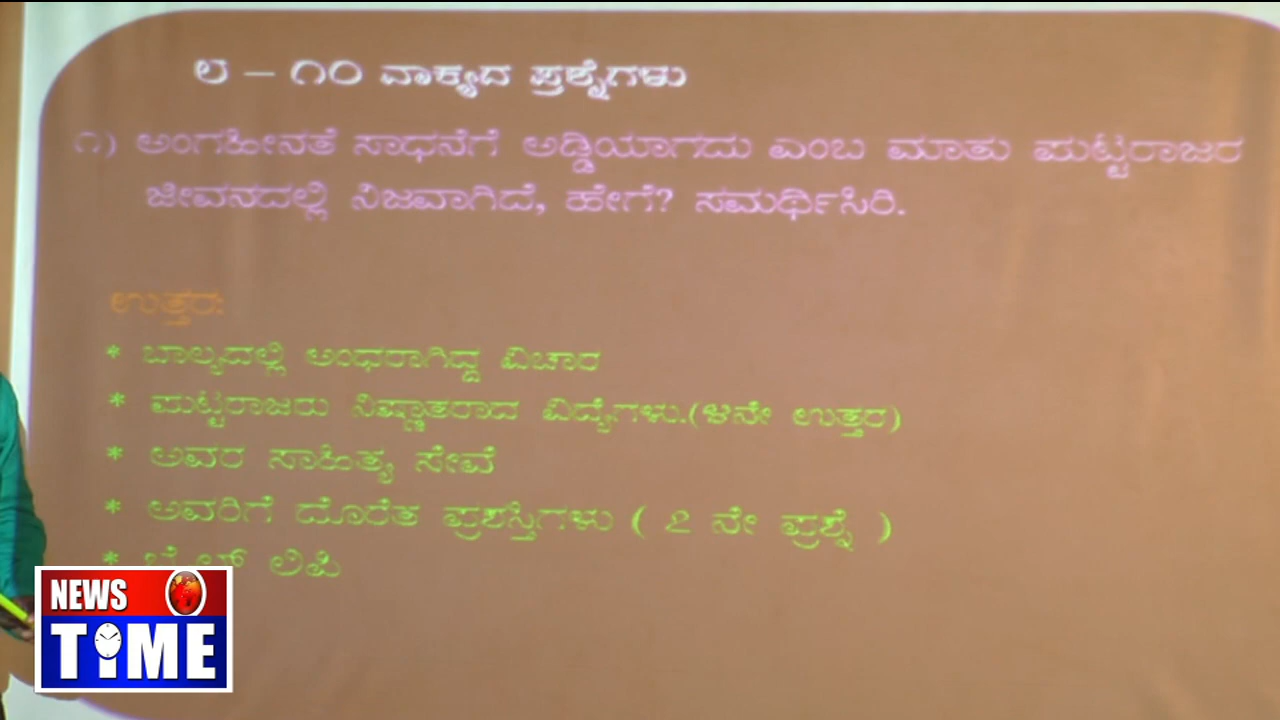 ೮ – ೧೦ ವಾಕ್ಯದ ಪ್ರಶ್ನೆಗಳು
೧) ಅಂಗಹೀನತೆ ಸಾಧನೆಗೆ ಅಡ್ಡಿಯಾಗದು ಎಂಬ ಮಾತು ಪುಟ್ಟರಾಜರ
ಜೀವನದಲ್ಲಿ ನಿಜವಾಗಿದೆ, ಹೇಗೆ? ಸಮರ್ಥಿಸಿರಿ.
ಉತ್ತರ:
* ಬಾಲ್ಯದಲ್ಲಿ ಅಂಧರಾಗಿದ್ದ ವಿಚಾರ
* ಪುಟ್ಟರಾಜರು ನಿಷ್ಣಾತರಾದ ವಿದ್ಯೆಗಳು.(೪ನೇ ಉತ್ತರ)
* ಅವರ ಸಾಹಿತ್ಯ ಸೇವೆ
* ಅವರಿಗೆ ದೊರೆತ ಪ್ರಶಸ್ತಿಗಳು ( ೭ ನೇ ಪ್ರಶ್ನೆ )
* ಲಿಪಿ
NEWS
TIME